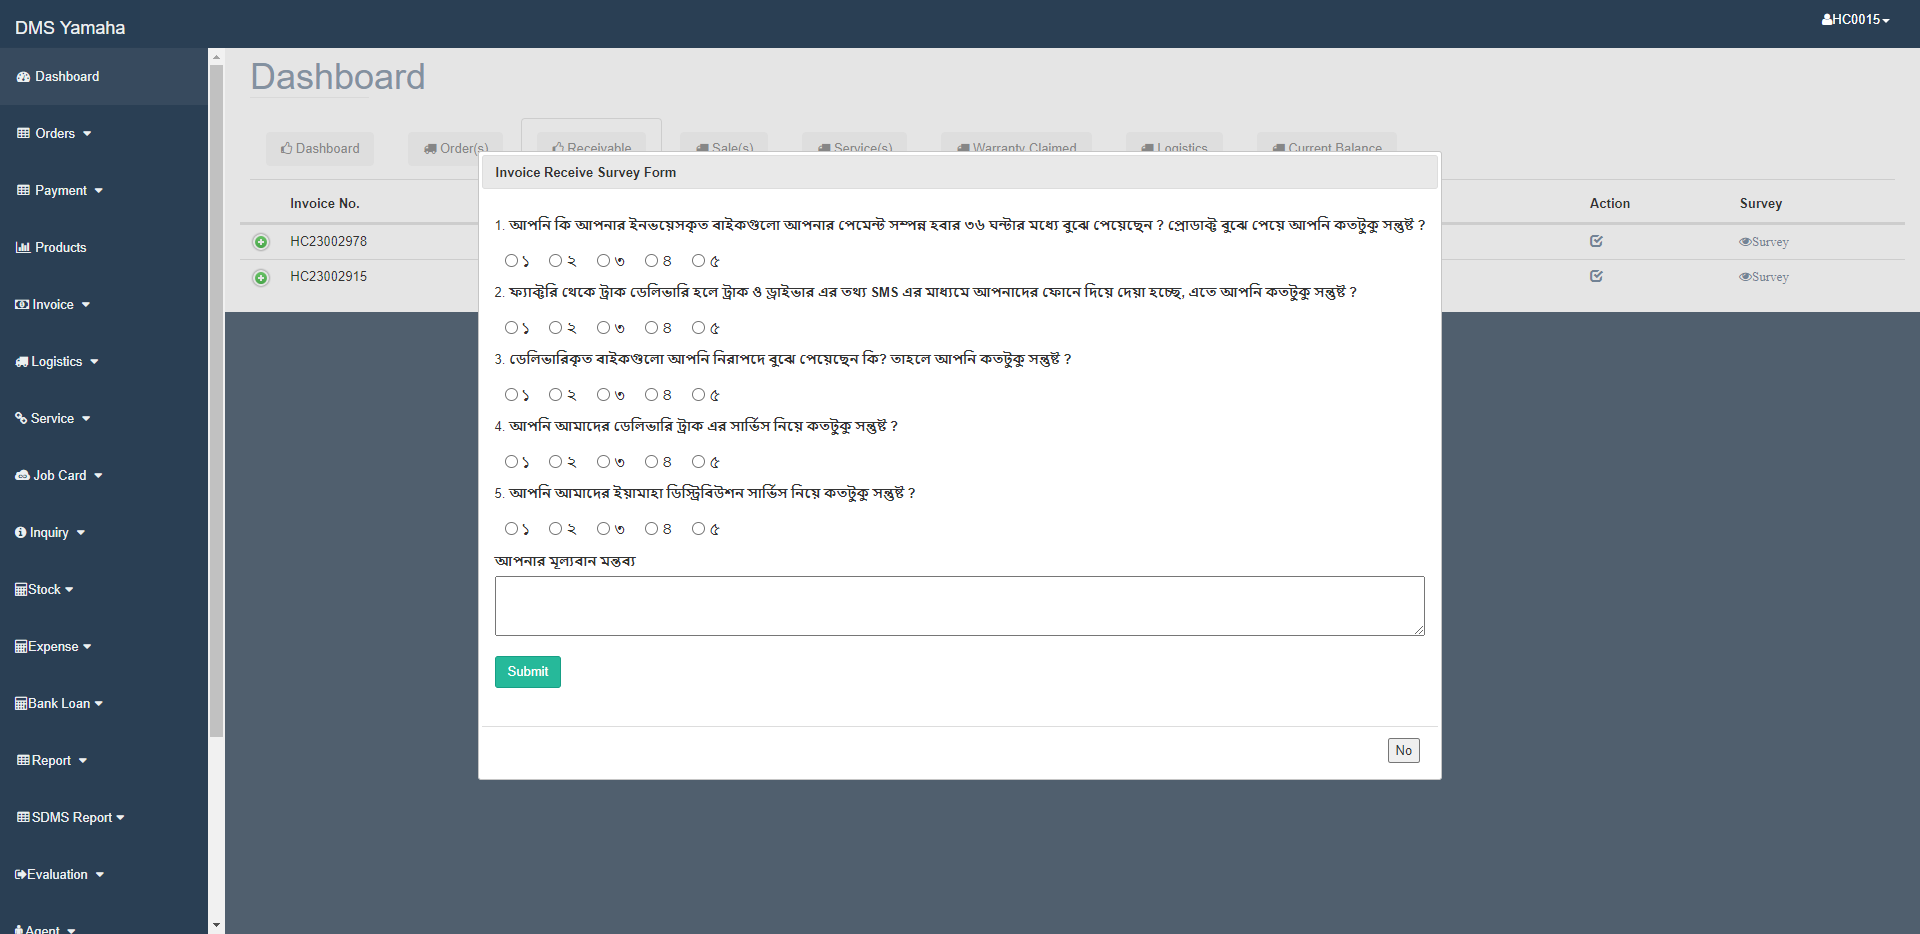 DMS Yamaha
HC0015
Dashboard
Orders
Payment
Products
Invoice
Logistics
Service
Job Card
Inquiry
Stock
Expense
Bank Loan
Report
SDMS Report
Evaluation
Agent
Dashboard
Dashboard Order(s) Receivable Sale(s) Service(s) Warranty Claimed Logistics Current Balance
Invoice No. Action Survey
HC23002978 Survey
HC23002915 Survey
Invoice Receive Survey Form
1. আপনি কি আপনার ইনভয়েসকৃত বাইকগুলো আপনার পেমেন্ট সম্পন্ন হবার ৩৬ ঘন্টার মধ্যে বুঝে পেয়েছেন ? প্রোডাক্ট বুঝে পেয়ে আপনি কতটুকু সন্তুষ্ট ?
১ ২ ৩ ৪ ৫
2. ফ্যাক্টরি থেকে ট্রাক ডেলিভারি হলে ট্রাক ও ড্রাইভার এর তথ্য SMS এর মাধ্যমে আপনাদের ফোনে দিয়ে দেয়া হচ্ছে, এতে আপনি কতটুকু সন্তুষ্ট ?
১ ২ ৩ ৪ ৫
3. ডেলিভারিকৃত বাইকগুলো আপনি নিরাপদে বুঝে পেয়েছেন কি? তাহলে আপনি কতটুকু সন্তুষ্ট ?
১ ২ ৩ ৪ ৫
4. আপনি আমাদের ডেলিভারি ট্রাক এর সার্ভিস নিয়ে কতটুকু সন্তুষ্ট ?
১ ২ ৩ ৪ ৫
5. আপনি আমাদের ইয়ামাহা ডিস্ট্রিবিউশন সার্ভিস নিয়ে কতটুকু সন্তুষ্ট ?
১ ২ ৩ ৪ ৫
আপনার মূল্যবান মন্তব্য
Submit
No